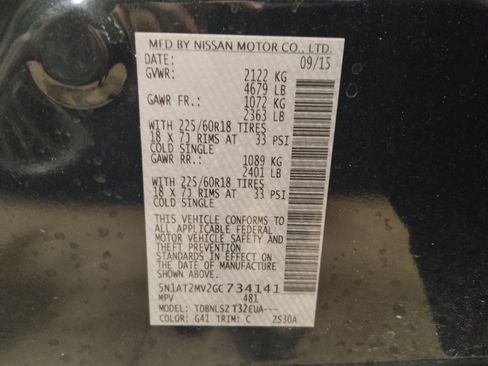 MFD BY NISSAN MOTOR CO., LTD.
DATE: 09/15
GVWR: 2122 KG
4679 LB
GAWR FR.: 1072 KG
2363 LB
WITH 225/60R18 TIRES
18 X 7J RIMS AT 33 PSI
COLD SINGLE
GAWR RR.: 1089 KG
2401 LB
WITH 225/60R18 TIRES
18 X 7J RIMS AT 33 PSI
COLD SINGLE
THIS VEHICLE CONFORMS TO
ALL APPLICABLE FEDERAL
MOTOR VEHICLE SAFETY AND
THEFT PREVENTION
STANDARDS IN EFFECT ON
THE DATE OF MANUFACTURE
SHOWN ABOVE.
5N1AT2MV2GC734141
MPV 481
MODEL: TDBNLSZ T32EUA---
COLOR: G41 TRIM: C ZS30A